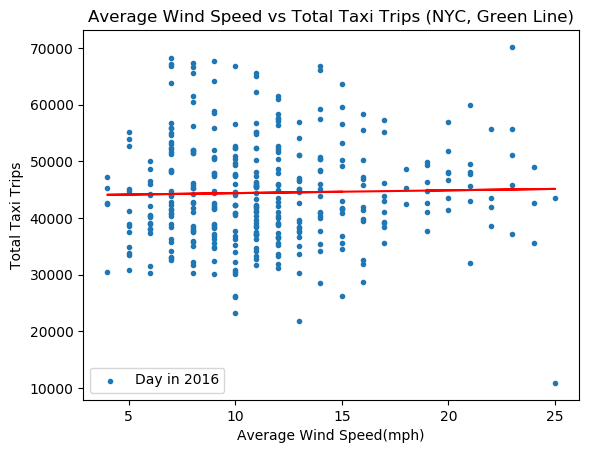 Average Wind Speed vs Total Taxi Trips (NYC, Green Line)
70000
60000
50000
40000
30000
20000
10000
Total Taxi Trips
Day in 2016
5 10 15 20 25
Average Wind Speed(mph)